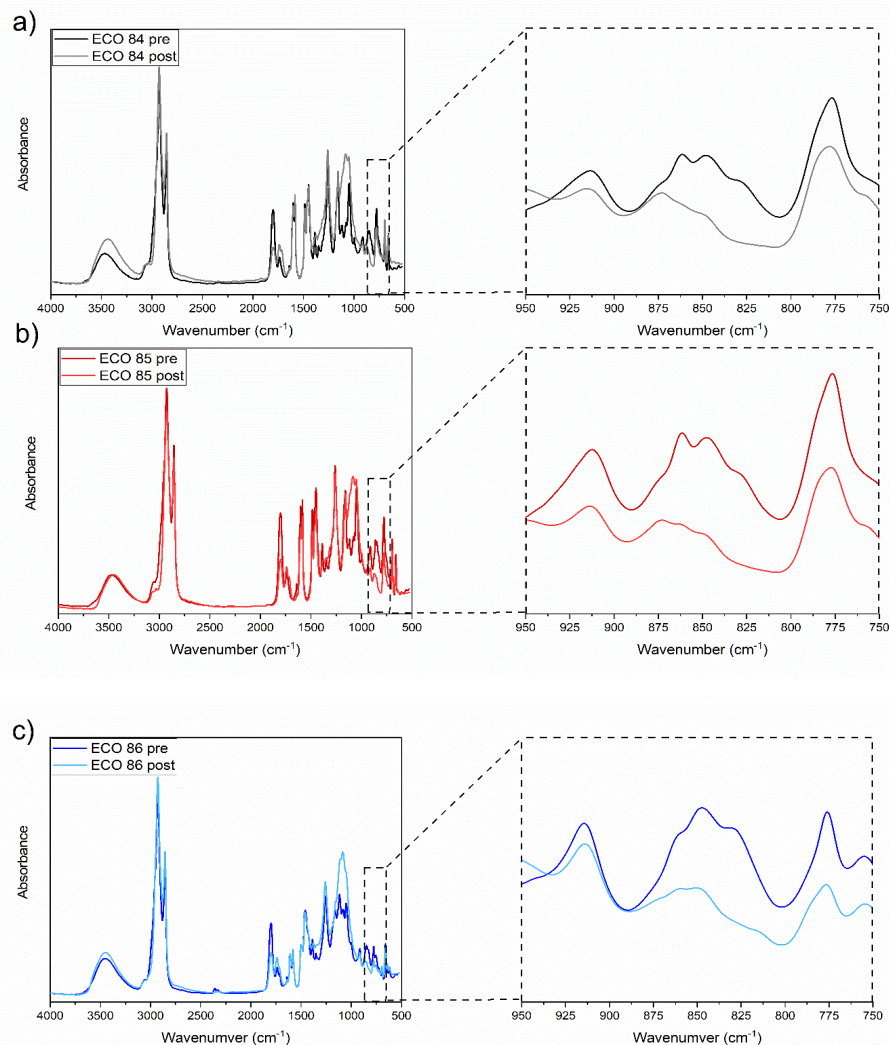 a)
ECO 84 pre
ECO 84 post
Absorbance
4000 3500 3000 2500 2000 1500 1000 500
Wavenumber (cm-1)
950 925 900 875 850 825 800 775 750
Wavenumber (cm-1)
b)
ECO 85 pre
ECO 85 post
Absorbance
4000 3500 3000 2500 2000 1500 1000 500
Wavenumber (cm-1)
950 925 900 875 850 825 800 775 750
Wavenumber (cm-1)
c)
ECO 86 pre
ECO 86 post
Absorbance
4000 3500 3000 2500 2000 1500 1000 500
Wavenumver (cm-1)
950 925 900 875 850 825 800 775 750
Wavenumver (cm-1)